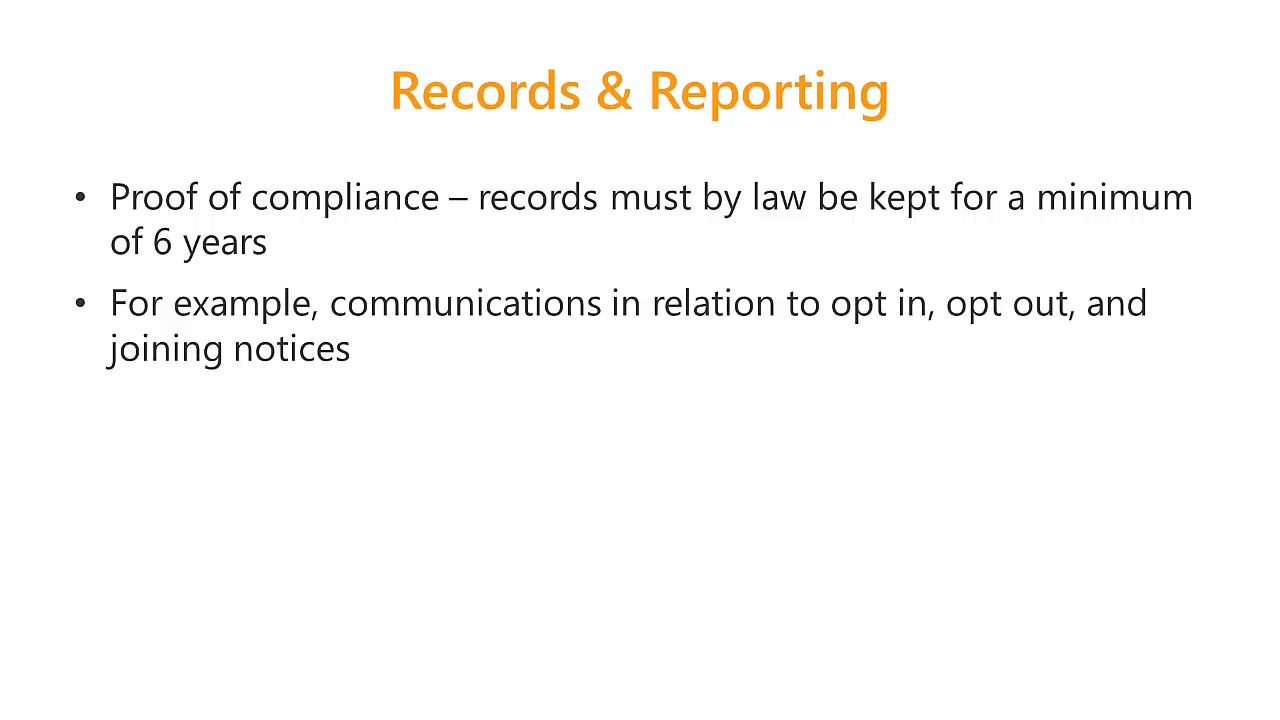 Records & Reporting
• Proof of compliance – records must by law be kept for a minimum
of 6 years
• For example, communications in relation to opt in, opt out, and
joining notices